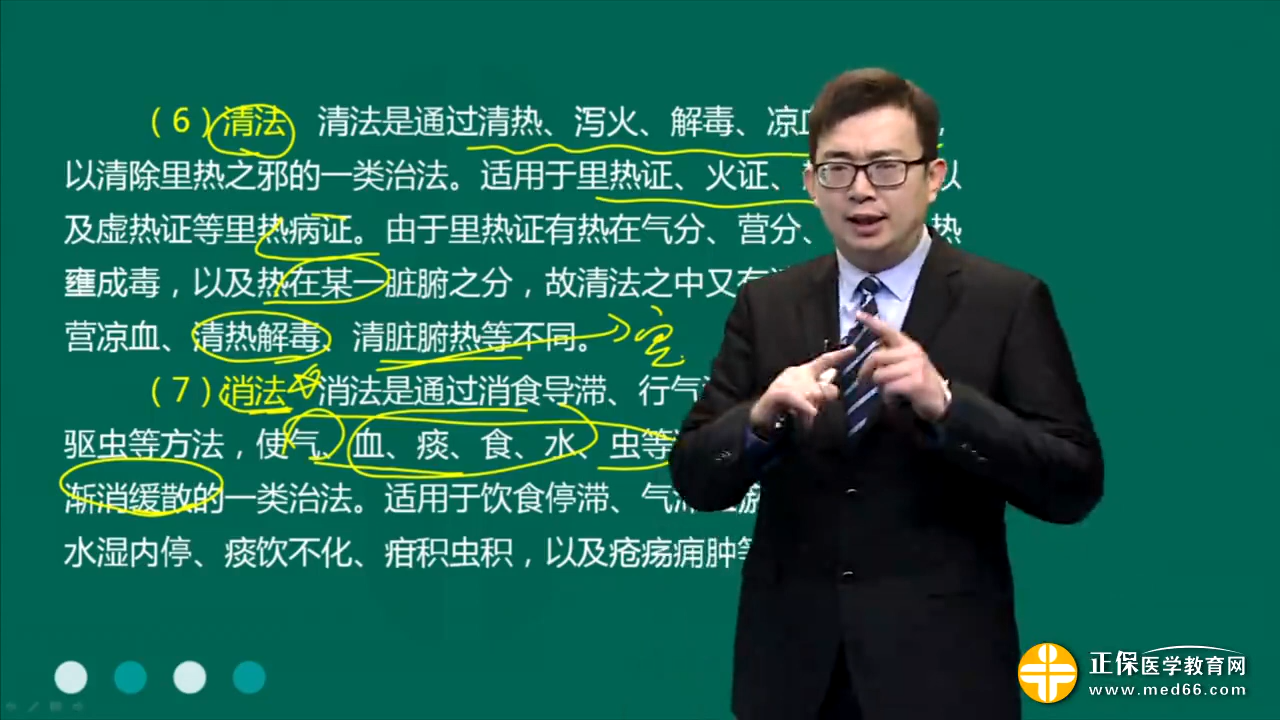 （6）清法 清法是通过清热、泻火、解毒、凉血
以清除里热之邪的一类治法。适用于里热证、火证、 以
及虚热证等里热病证。由于里热证有热在气分、营分、 热
壅成毒，以及热在某一脏腑之分，故清法之中又有
营凉血、清热解毒、清脏腑热等不同。
（7）消法 消法是通过消食导滞、行气
驱虫等方法，使气、血、痰、食、水、虫等
渐消缓散的一类治法。适用于饮食停滞、气滞
水湿内停、痰饮不化、疳积虫积，以及疮疡痈肿等
正保医学教育网
www.med66.com